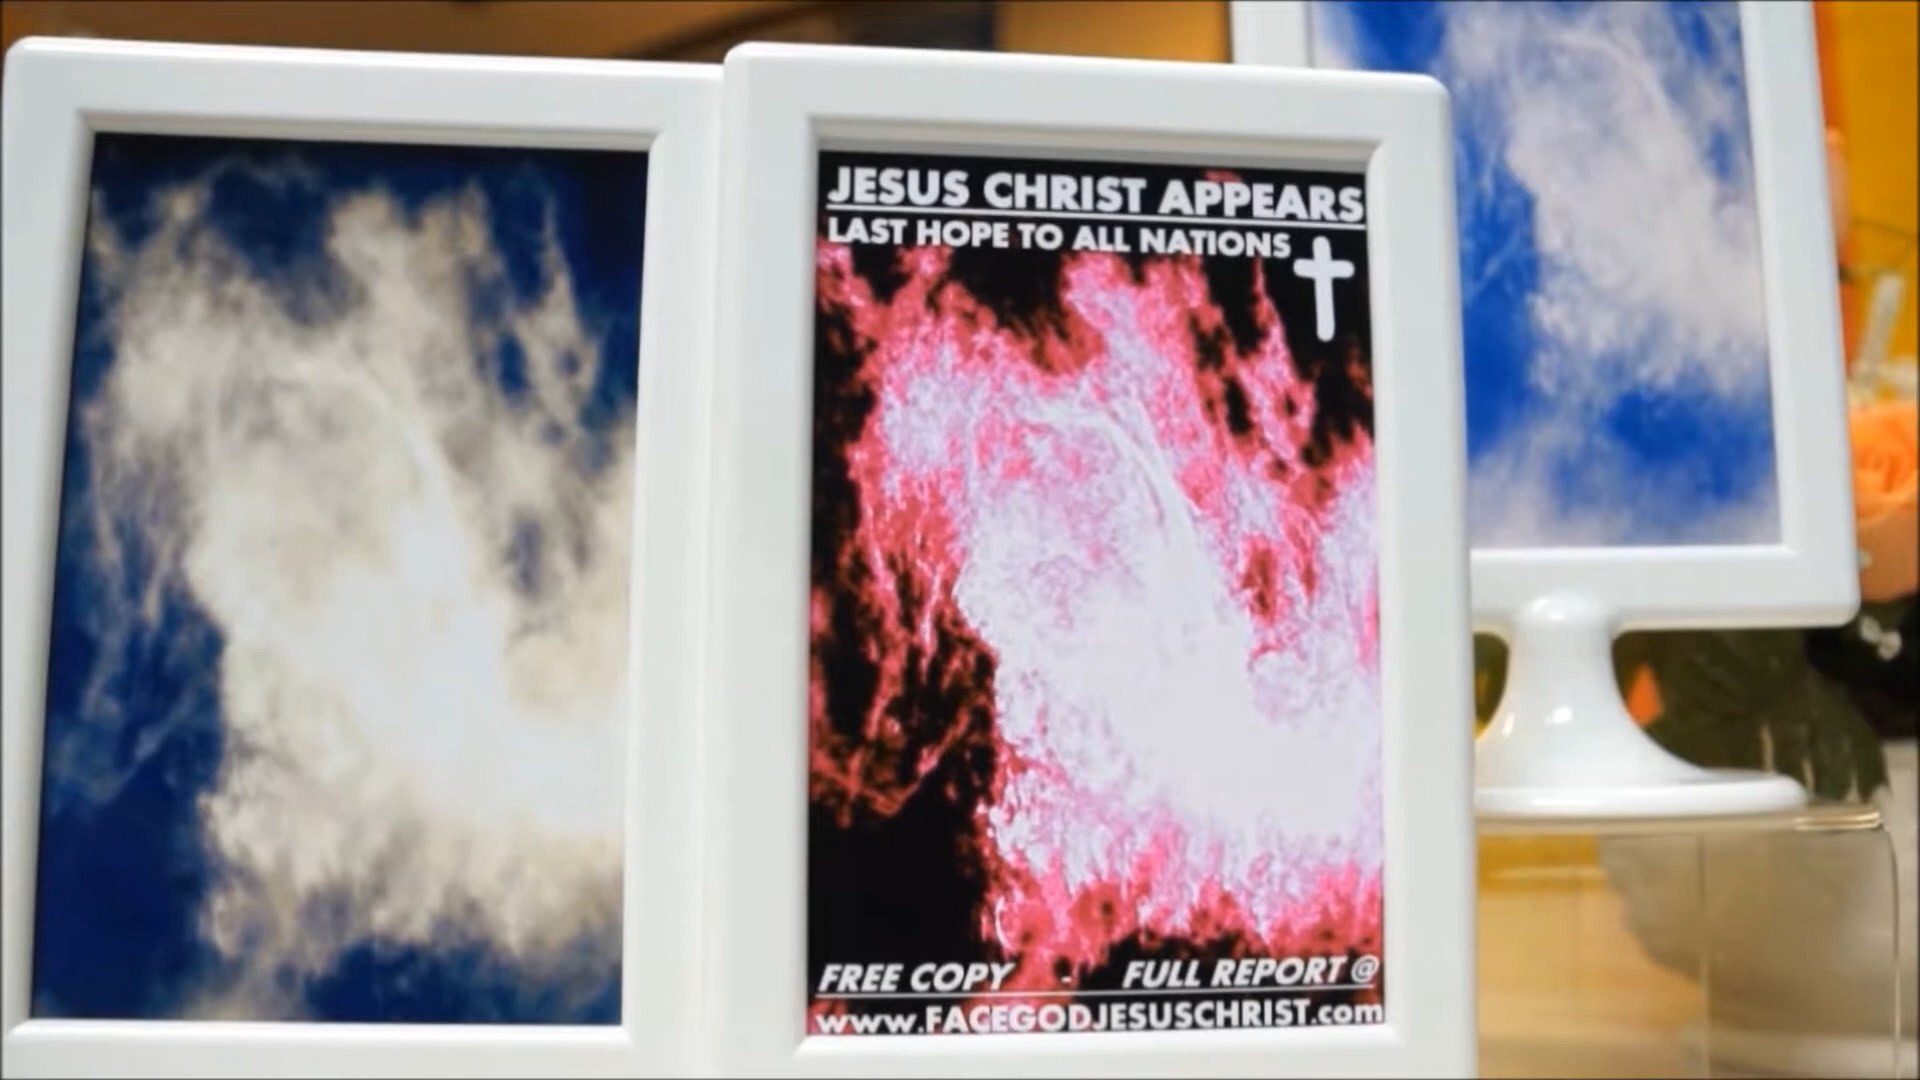 JESUS CHRIST APPEARS
LAST HOPE TO ALL NATIONS
FREE COPY - FULL REPORT @
www.FACEGODJESUSCHRIST.com